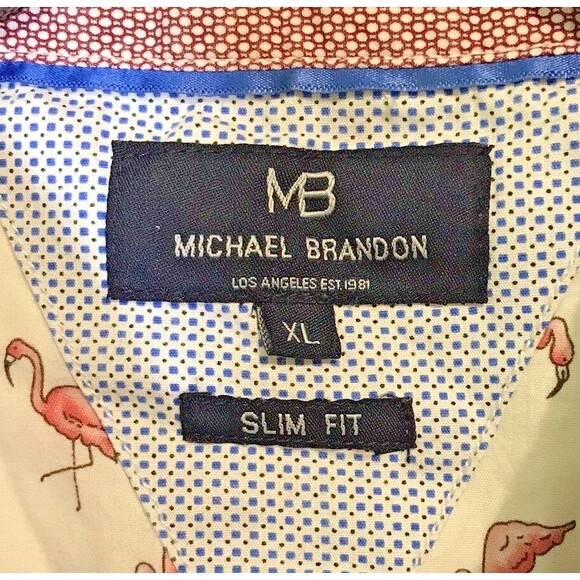 MB
MICHAEL BRANDON
LOS ANGELES EST.1981
XL
SLIM FIT